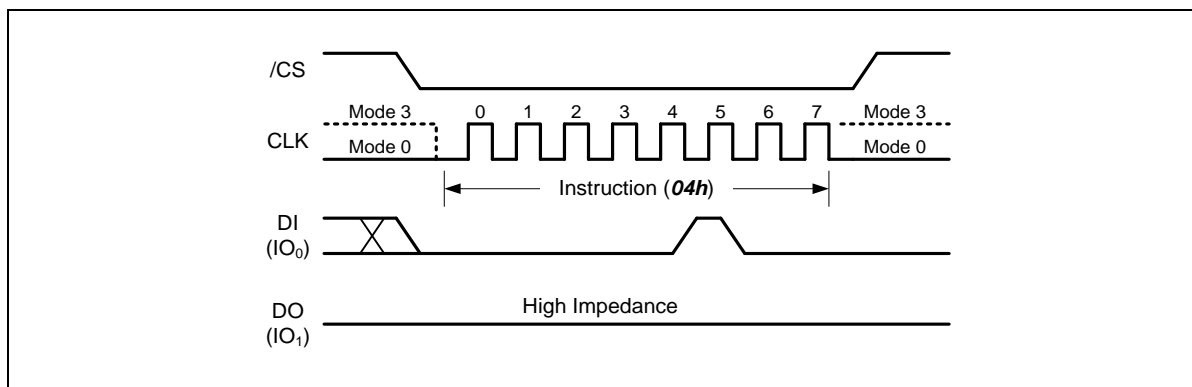 /CS
Mode 3 0 1 2 3 4 5 6 7 Mode 3
CLK
Mode 0 Mode 0
Instruction (04h)
DI
(IO₀)
High Impedance
DO
(IO₁)